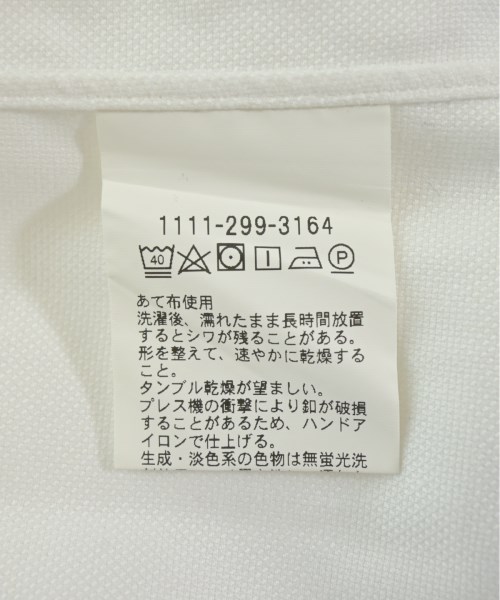 1111-299-3164
40 P
あて布使用
洗濯後、濡れたまま長時間放置
するとシワが残ることがある。
形を整えて、速やかに乾燥する
こと。
タンブル乾燥が望ましい。
プレス機の衝撃により釦が破損
することがあるため、ハンドア
イロンで仕上げる。
生成・淡色系の色物は無蛍光洗